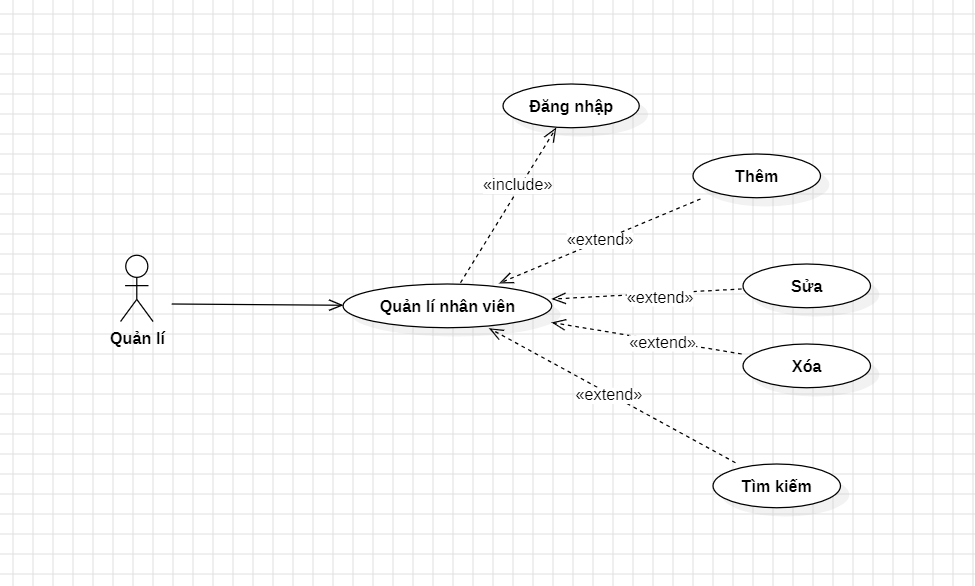 Đăng nhập
«include»
Thêm
«extend»
Quản lí
Quản lí nhân viên
«extend»
Sửa
«extend»
Xóa
«extend»
Tìm kiếm